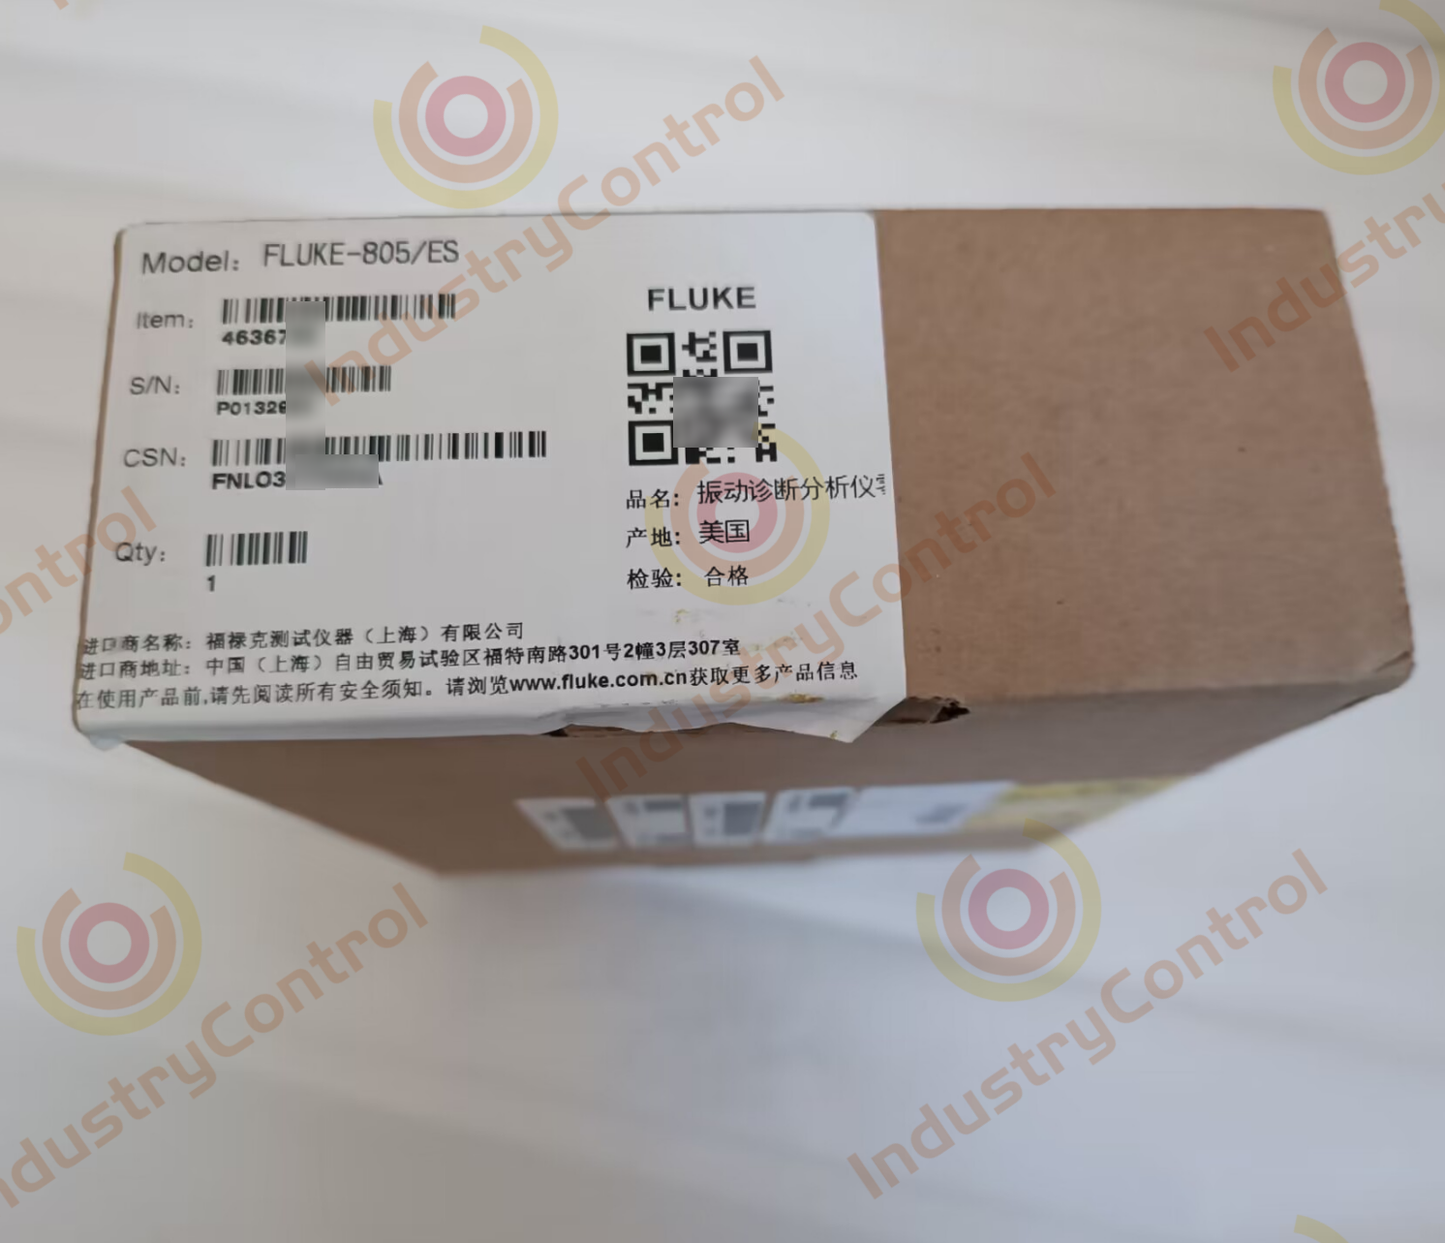 Model: FLUKE-805/ES
Item:
46367
S/N:
P01328
CSN:
FNLO3
Qty:
1
FLUKE
品名: 振动诊断分析仪
产地: 美国
检验: 合格
进口商名称: 福禄克测试仪器（上海）有限公司
进口商地址: 中国（上海）自由贸易试验区福特南路301号2幢3层307室
在使用产品前,请先阅读所有安全须知。请浏览www.fluke.com.cn获取更多产品信息
IndustryControl
IndustryControl
IndustryControl
IndustryControl
IndustryControl